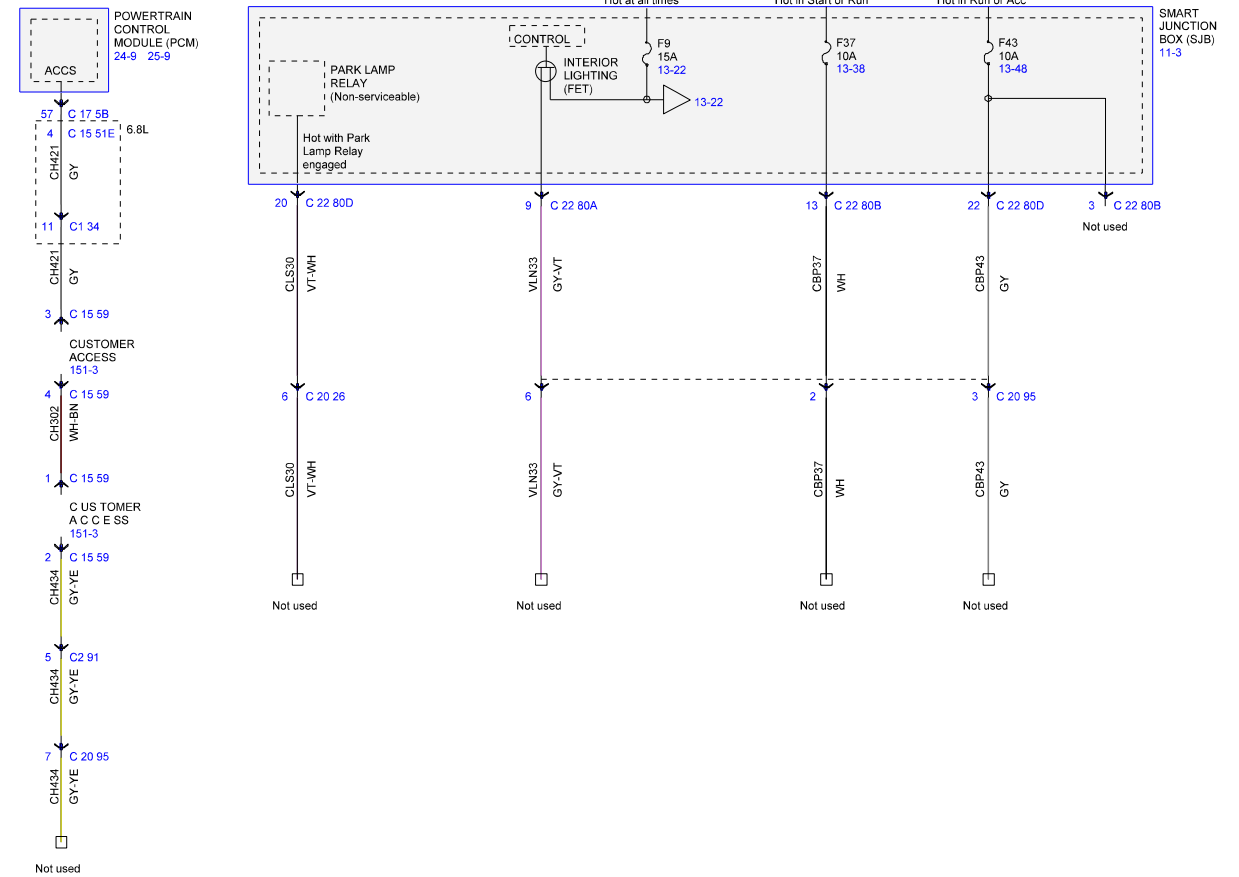 Hot at all times
Hot in Start or Run
Hot in Run or Acc
POWERTRAIN
CONTROL
MODULE (PCM)
24-9 25-9
ACCS
57 C 17 5B
4 C 15 51E
6.8L
CH421
GY
11 C1 34
CH421
GY
3 C 15 59
CUSTOMER
ACCESS
151-3
4 C 15 59
CH302
WH-BN
1 C 15 59
C US TOMER
A C C E SS
151-3
2 C 15 59
CH434
GY-YE
5 C2 91
CH434
GY-YE
7 C 20 95
CH434
GY-YE
Not used
SMART
JUNCTION
BOX (SJB)
11-3
PARK LAMP
RELAY
(Non-serviceable)
Hot with Park
Lamp Relay
engaged
CONTROL
INTERIOR
LIGHTING
(FET)
F9
15A
13-22
13-22
F37
10A
13-38
F43
10A
13-48
20 C 22 80D
9 C 22 80A
13 C 22 80B
22 C 22 80D
3 C 22 80B
Not used
CLS30
VT-WH
VLN33
GY-VT
CBP37
WH
CBP43
GY
6 C 20 26
6
2
3 C 20 95
CLS30
VT-WH
VLN33
GY-VT
CBP37
WH
CBP43
GY
Not used
Not used
Not used
Not used